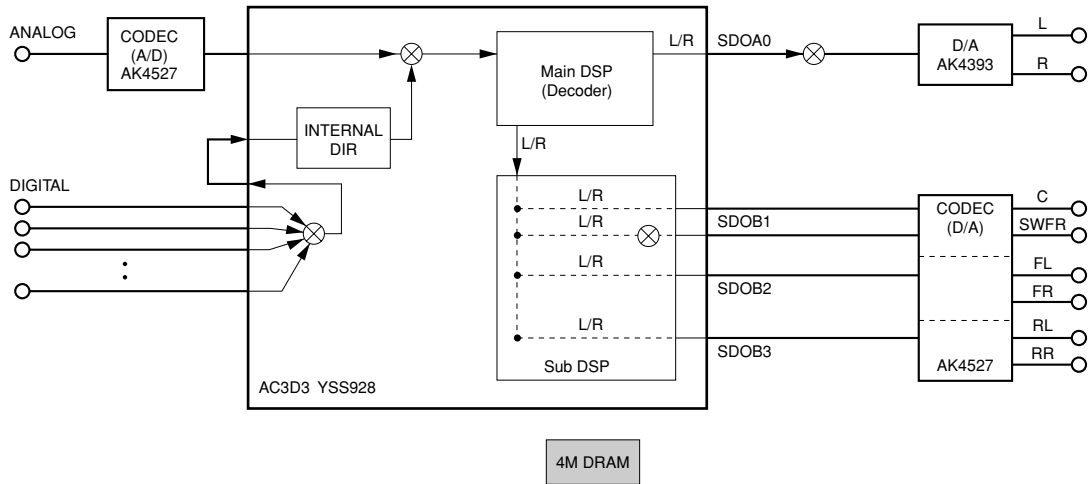 ANALOG
CODEC
(A/D)
AK4527
L/R
SDOA0
D/A
AK4393
L
R
Main DSP
(Decoder)
INTERNAL
DIR
L/R
DIGITAL
L/R
L/R
SDOB1
L/R
SDOB2
L/R
SDOB3
Sub DSP
CODEC
(D/A)
AK4527
C
SWFR
FL
FR
RL
RR
AC3D3 YSS928
4M DRAM